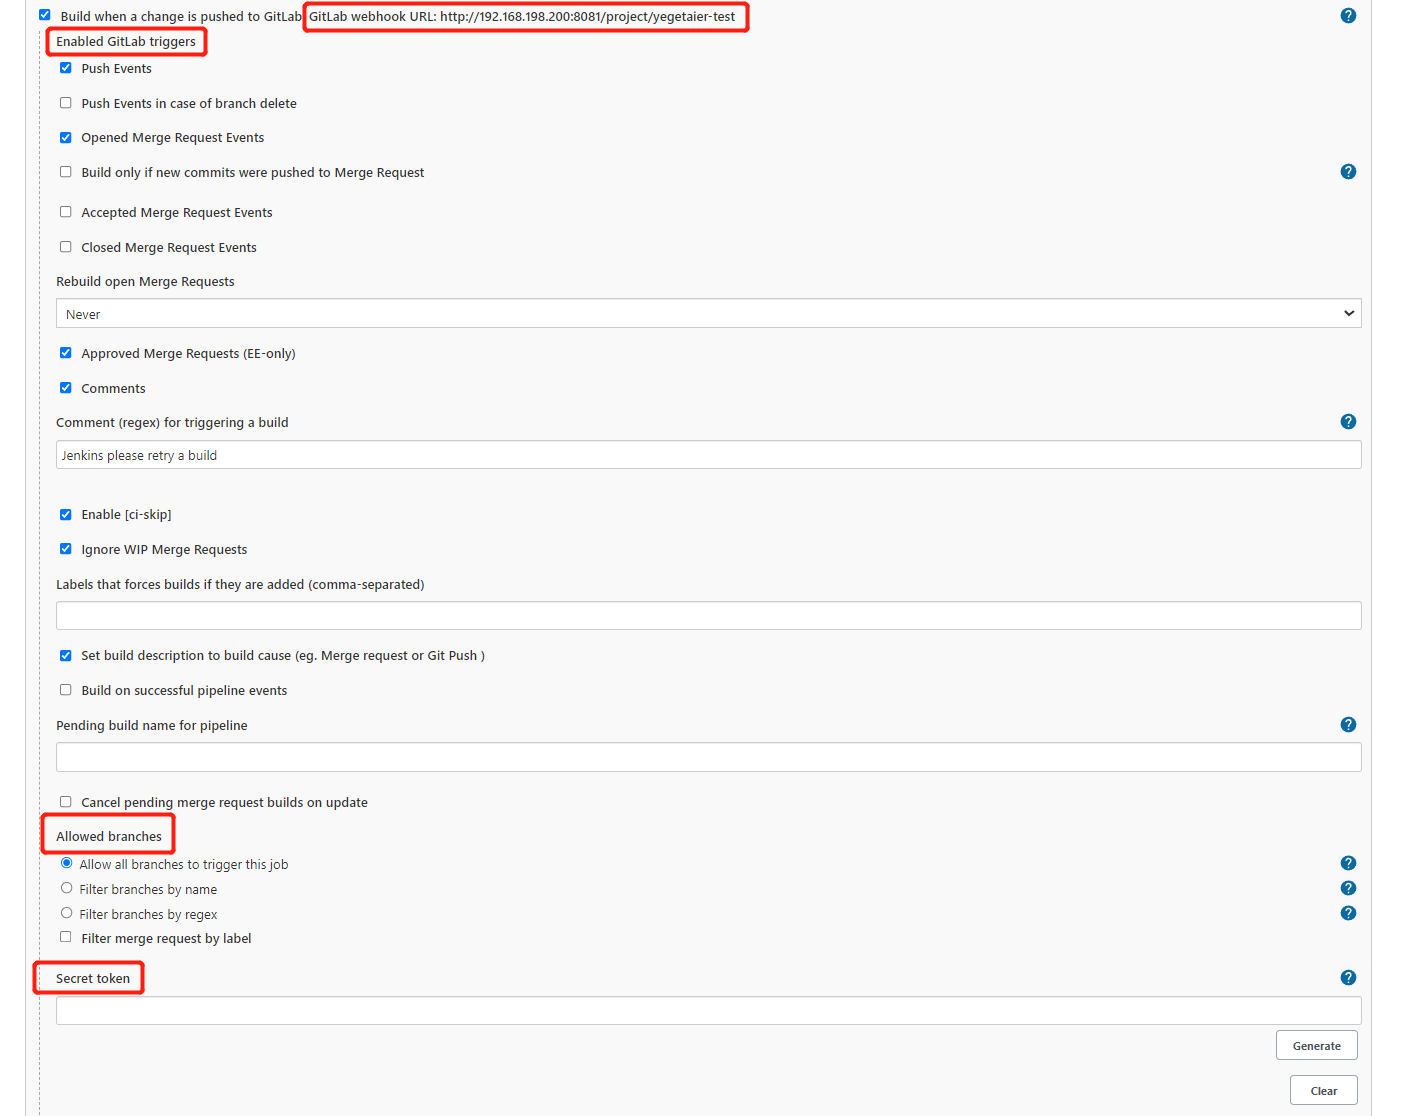 Build when a change is pushed to GitLab. GitLab webhook URL: http://192.168.198.200:8081/project/yegetaier-test
Enabled GitLab triggers
Push Events
Push Events in case of branch delete
Opened Merge Request Events
Build only if new commits were pushed to Merge Request
Accepted Merge Request Events
Closed Merge Request Events
Rebuild open Merge Requests
Never
Approved Merge Requests (EE-only)
Comments
Comment (regex) for triggering a build
Jenkins please retry a build
Enable [ci-skip]
Ignore WIP Merge Requests
Labels that forces builds if they are added (comma-separated)
Set build description to build cause (eg. Merge request or Git Push )
Build on successful pipeline events
Pending build name for pipeline
Cancel pending merge request builds on update
Allowed branches
Allow all branches to trigger this job
Filter branches by name
Filter branches by regex
Filter merge request by label
Secret token
Generate
Clear